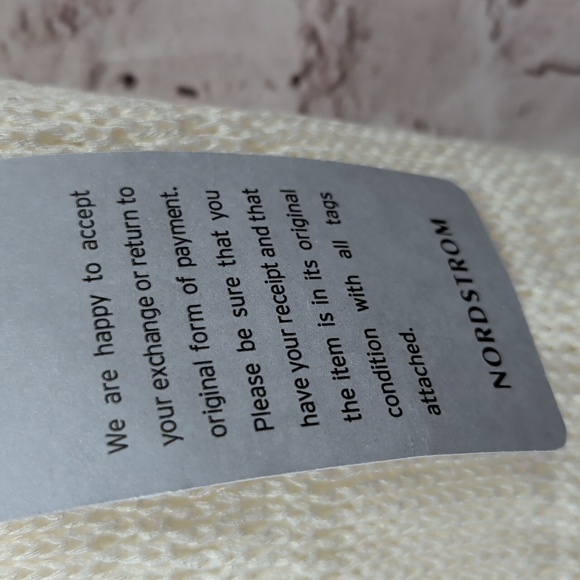 We are happy to accept
your exchange or return to
original form of payment.
Please be sure that you
have your receipt and that
the item is in its original
condition with all tags
attached.
NORDSTROM